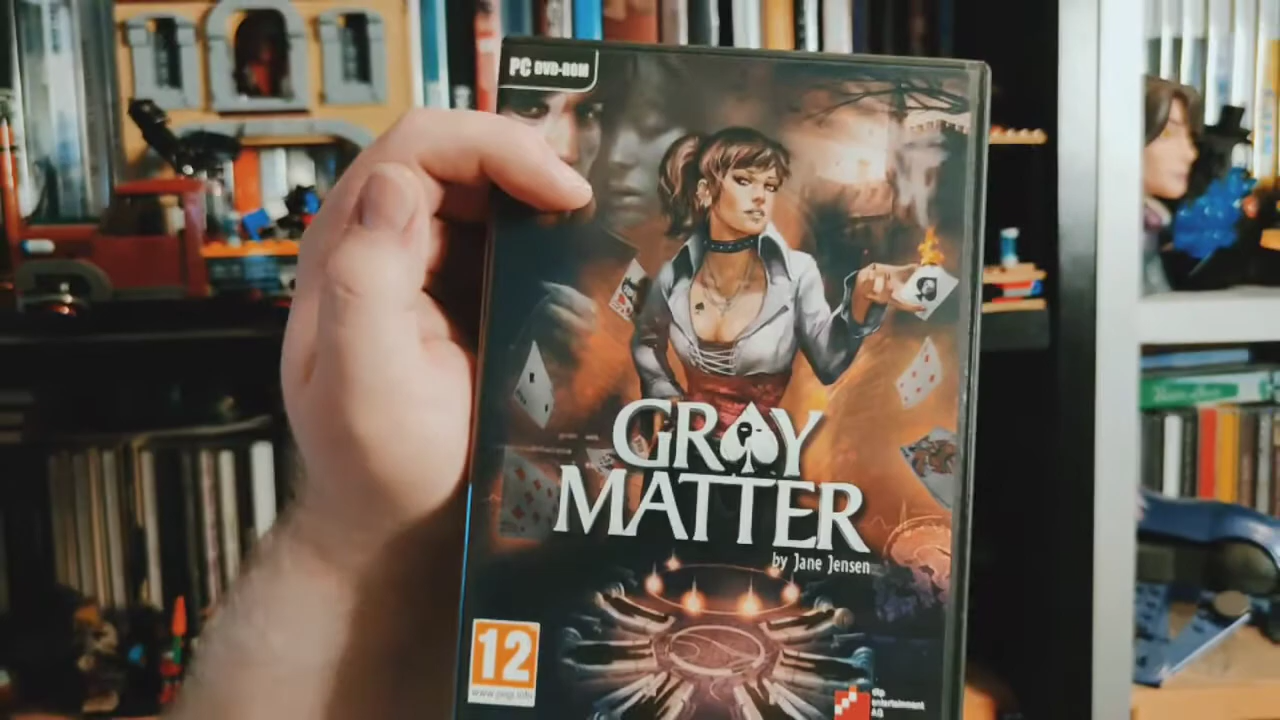 PC DVD-ROM
GRAY
MATTER
by Jane Jensen
12
www.pegi.info
dtp
entertainment
AG